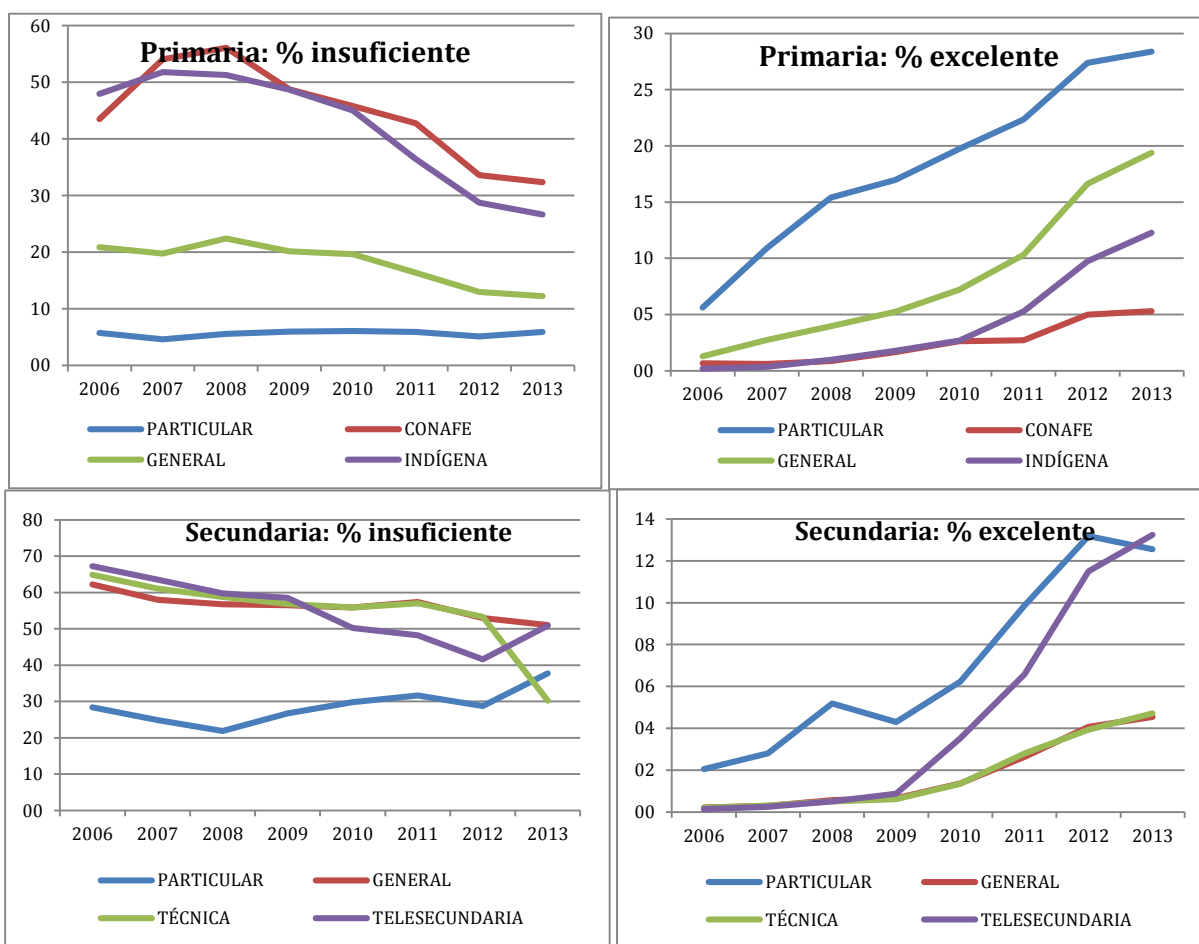 Primaria: % insuficiente
60
50
40
30
20
10
00
2006 2007 2008 2009 2010 2011 2012 2013
PARTICULAR CONAFE
GENERAL INDÍGENA
Primaria: % excelente
30
25
20
15
10
05
00
2006 2007 2008 2009 2010 2011 2012 2013
PARTICULAR CONAFE
GENERAL INDÍGENA
Secundaria: % insuficiente
80
70
60
50
40
30
20
10
00
2006 2007 2008 2009 2010 2011 2012 2013
PARTICULAR GENERAL
TÉCNICA TELESECUNDARIA
Secundaria: % excelente
14
12
10
08
06
04
02
00
2006 2007 2008 2009 2010 2011 2012 2013
PARTICULAR GENERAL
TÉCNICA TELESECUNDARIA